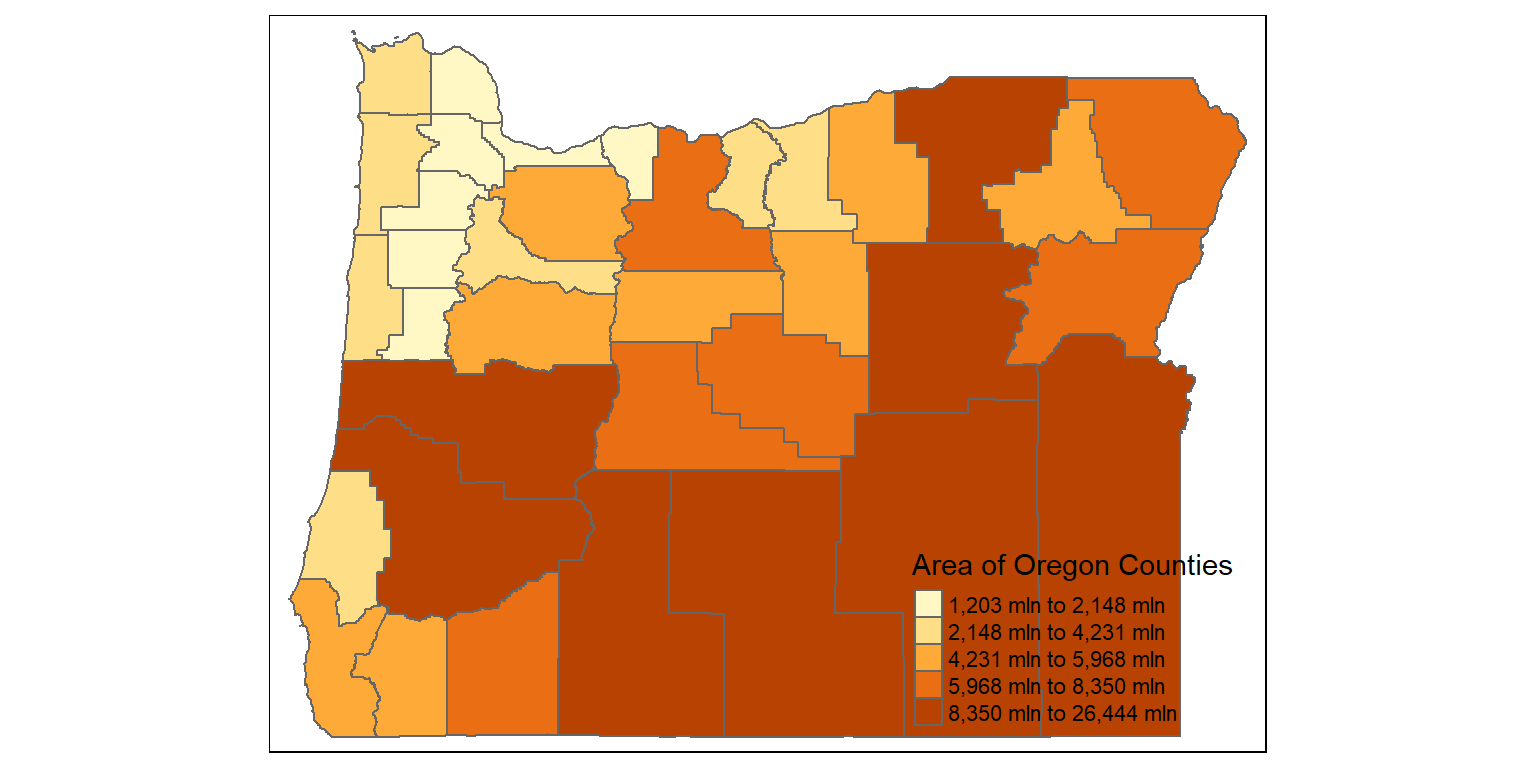 Area of Oregon Counties
1,203 mln to 2,148 mln
2,148 mln to 4,231 mln
4,231 mln to 5,968 mln
5,968 mln to 8,350 mln
8,350 mln to 26,444 mln